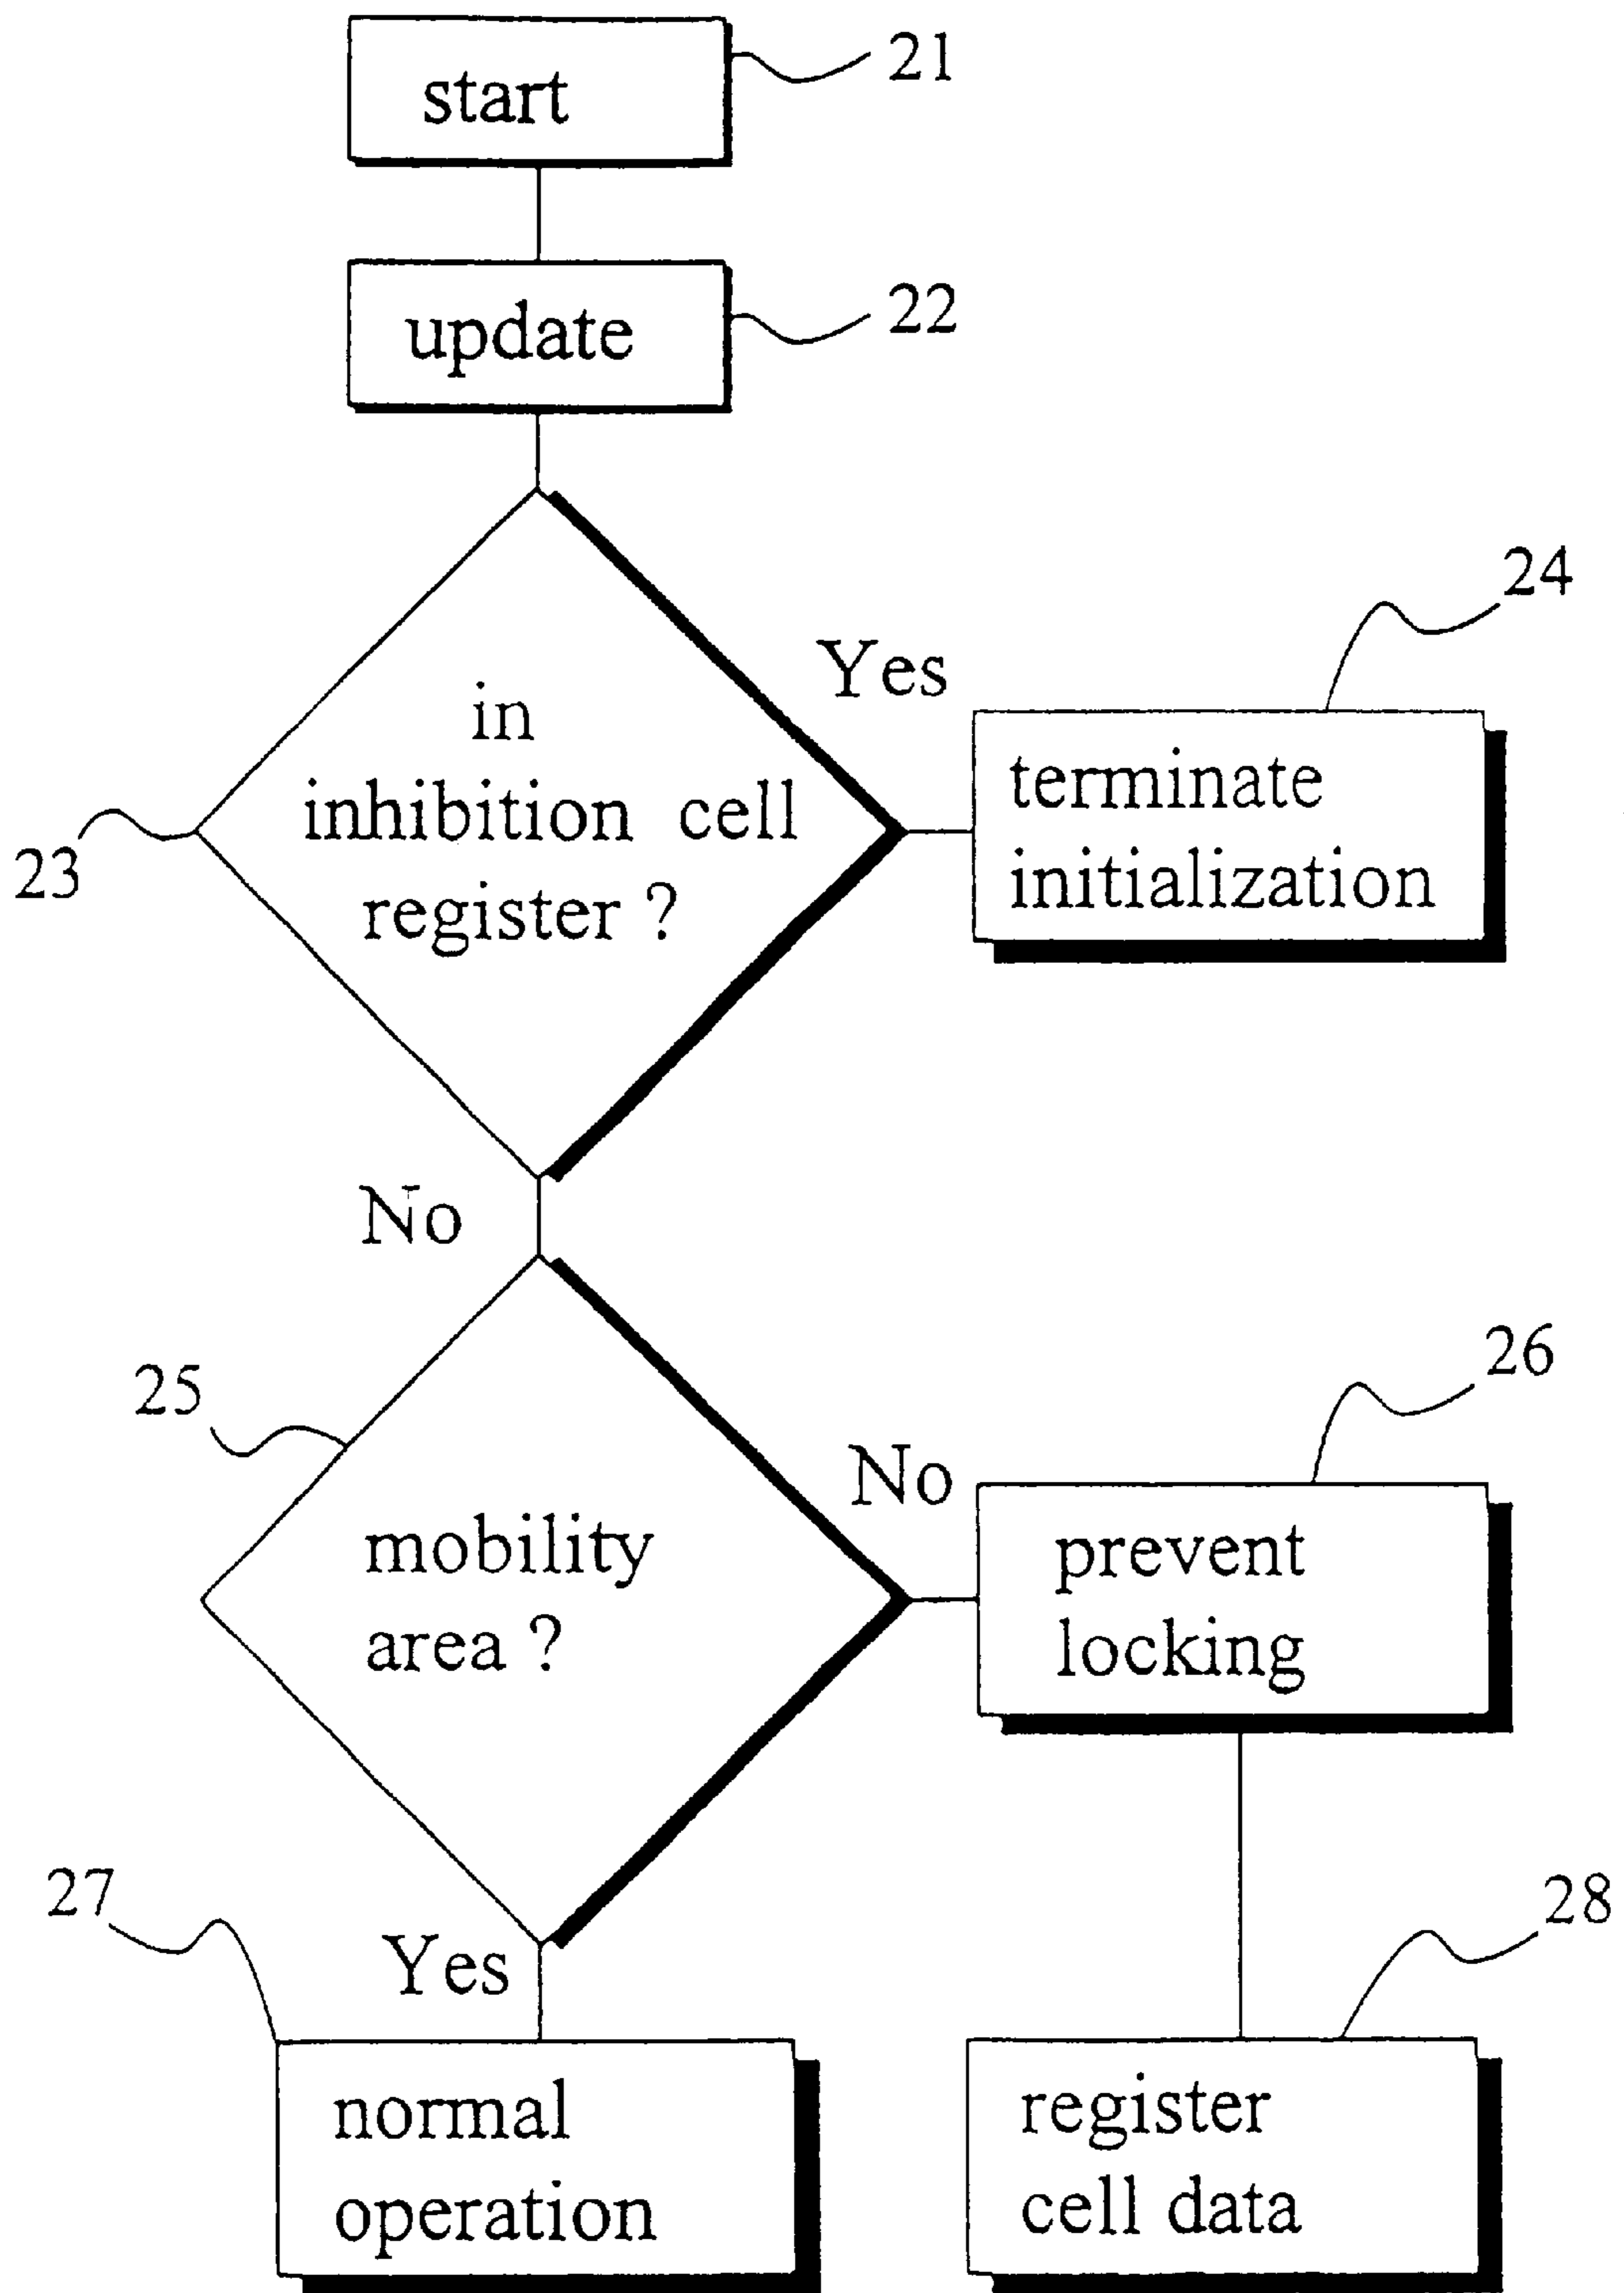 start
21
update
22
in
inhibition cell
register ?
23
Yes
24
terminate
initialization
No
25
mobility
area ?
No
26
prevent
locking
Yes
27
normal
operation
28
register
cell data